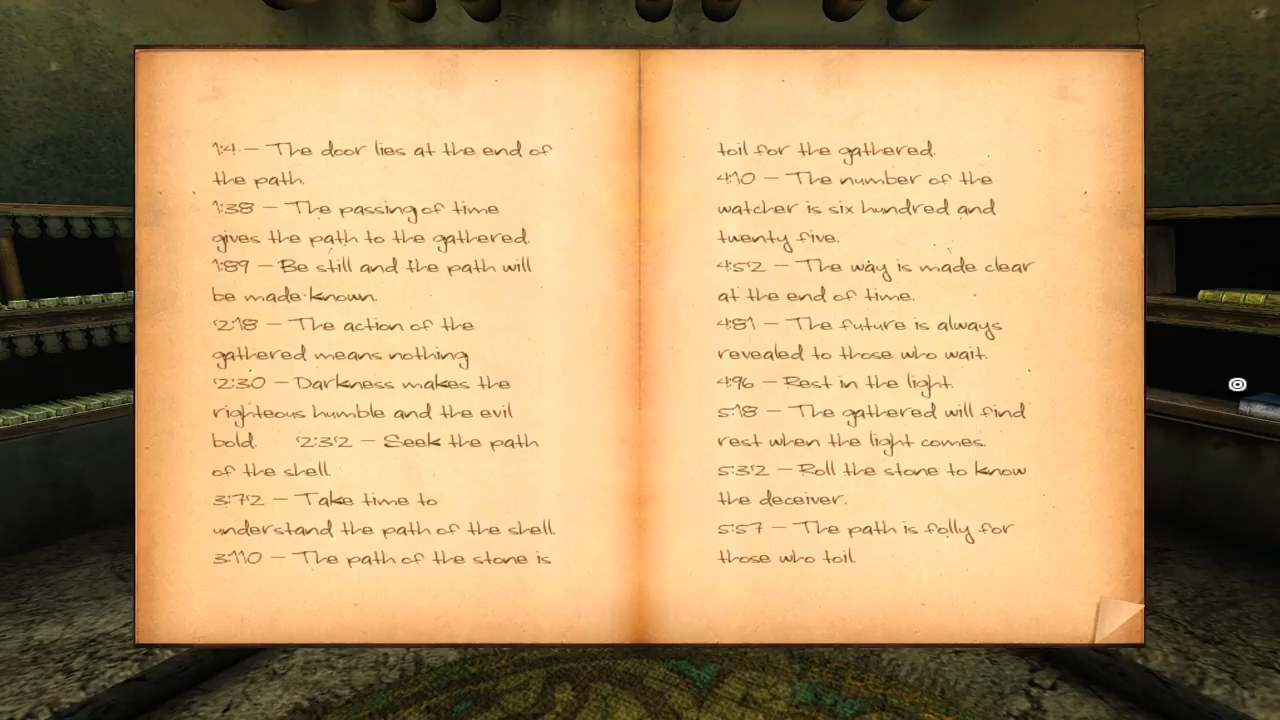 1:4 – The door lies at the end of
the path.
1:38 – The passing of time
gives the path to the gathered.
1:89 – Be still and the path will
be made known.
2:18 – The action of the
gathered means nothing
2:30 – Darkness makes the
righteous humble and the evil
bold. 2:32 – Seek the path
of the shell.
3:72 – Take time to
understand the path of the shell.
3:110 – The path of the stone is
toil for the gathered.
4:10 – The number of the
watcher is six hundred and
twenty five.
4:52 – The way is made clear
at the end of time.
4:81 – The future is always
revealed to those who wait.
4:96 – Rest in the light.
5:18 – The gathered will find
rest when the light comes.
5:32 – Roll the stone to know
the deceiver.
5:57 – The path is folly for
those who toil.